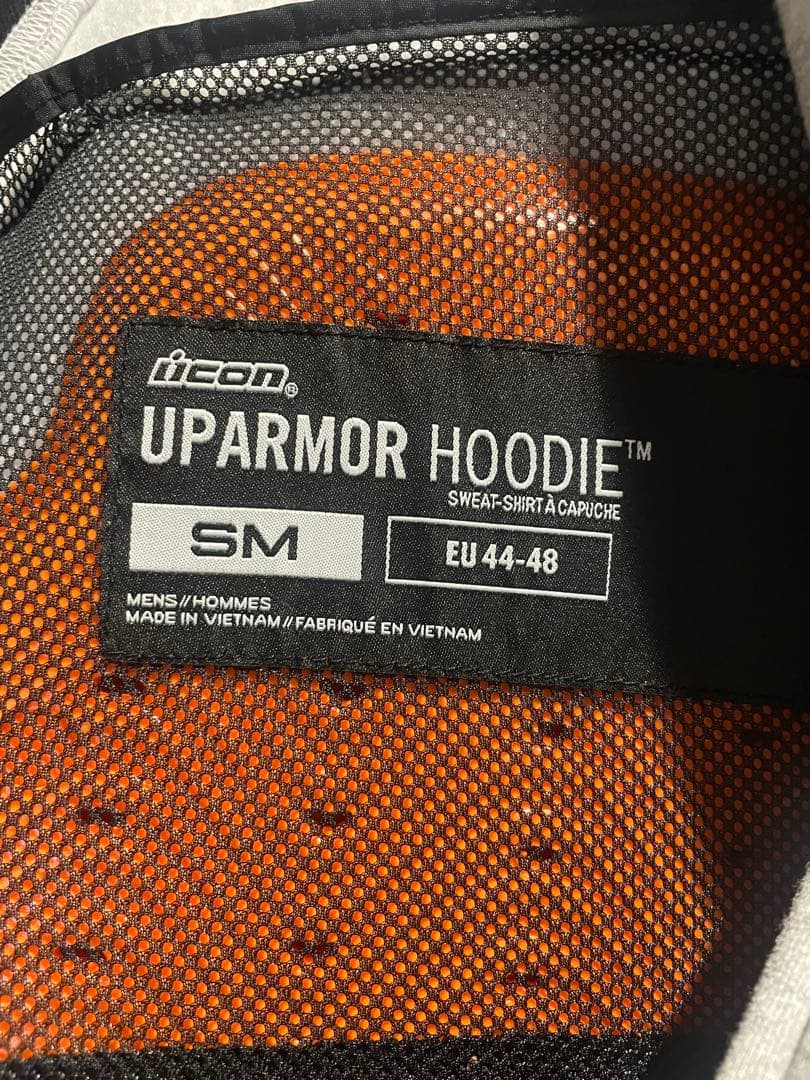 icon®
UPARMOR HOODIE™
SWEAT-SHIRT À CAPUCHE
SM
EU 44-48
MENS//HOMMES
MADE IN VIETNAM//FABRIQUÉ EN VIETNAM